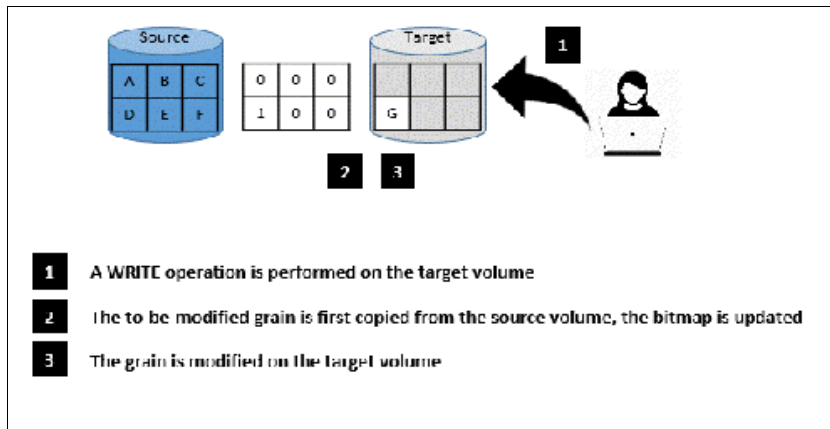 Source
Target
1
A B C
D E F
0 0 0
1 0 0
G
2 3
1 A WRITE operation is performed on the target volume
2 The to be modified grain is first copied from the source volume, the bitmap is updated
3 The grain is modified on the target volume